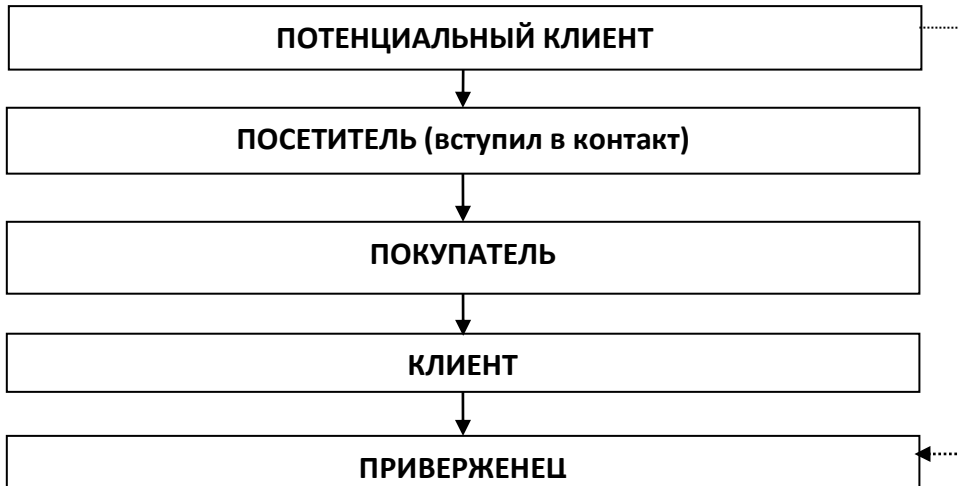 ПОТЕНЦИАЛЬНЫЙ КЛИЕНТ
ПОСЕТИТЕЛЬ (вступил в контакт)
ПОКУПАТЕЛЬ
КЛИЕНТ
ПРИВЕРЖЕНЕЦ